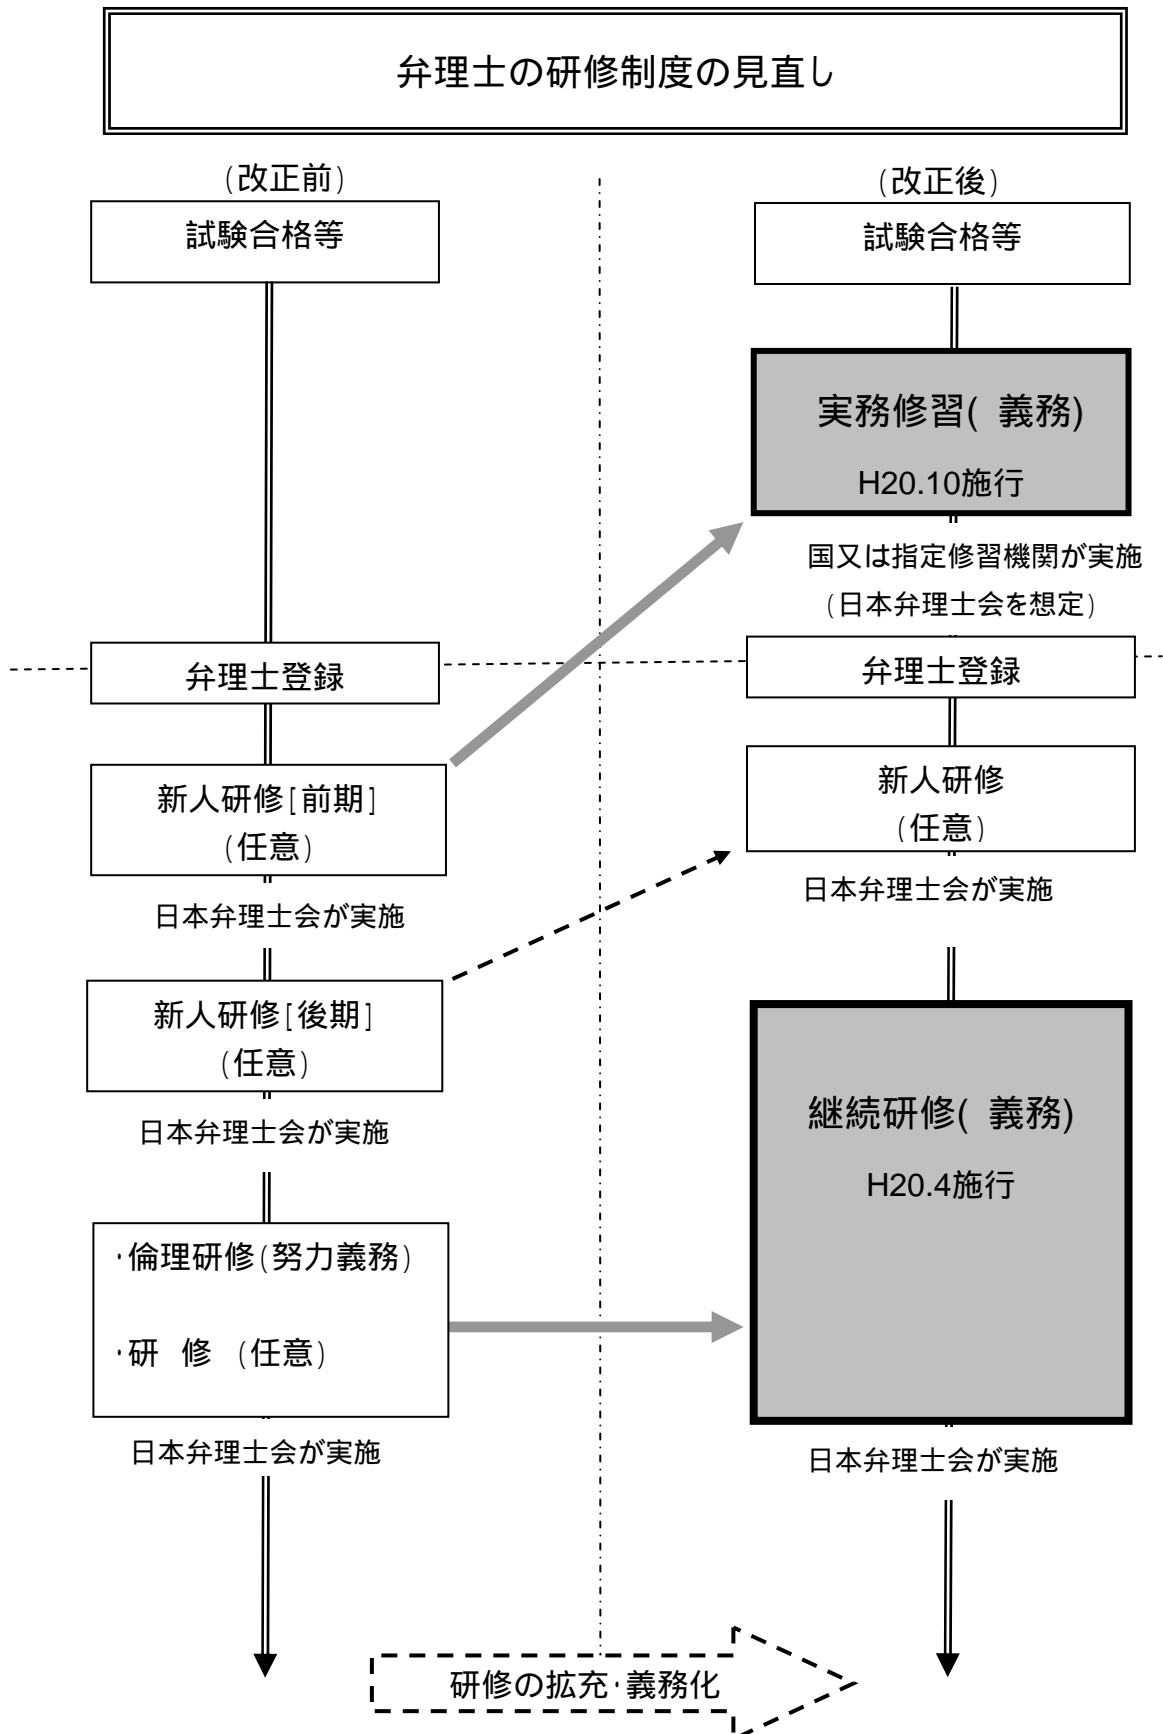 弁理士の研修制度の見直し
(改正前)
試験合格等
弁理士登録
新人研修[前期]
(任意)
日本弁理士会が実施
新人研修[後期]
(任意)
日本弁理士会が実施
・倫理研修(努力義務)
・研 修 (任意)
日本弁理士会が実施
(改正後)
試験合格等
実務修習( 義務)
H20.10施行
国又は指定修習機関が実施
(日本弁理士会を想定)
弁理士登録
新人研修
(任意)
日本弁理士会が実施
継続研修( 義務)
H20.4施行
日本弁理士会が実施
研修の拡充・義務化